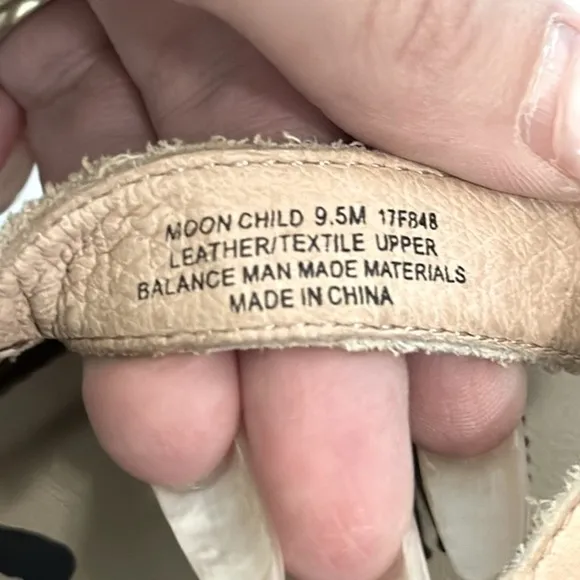 MOON CHILD 9.5M 17F848
LEATHER/TEXTILE UPPER
BALANCE MAN MADE MATERIALS
MADE IN CHINA